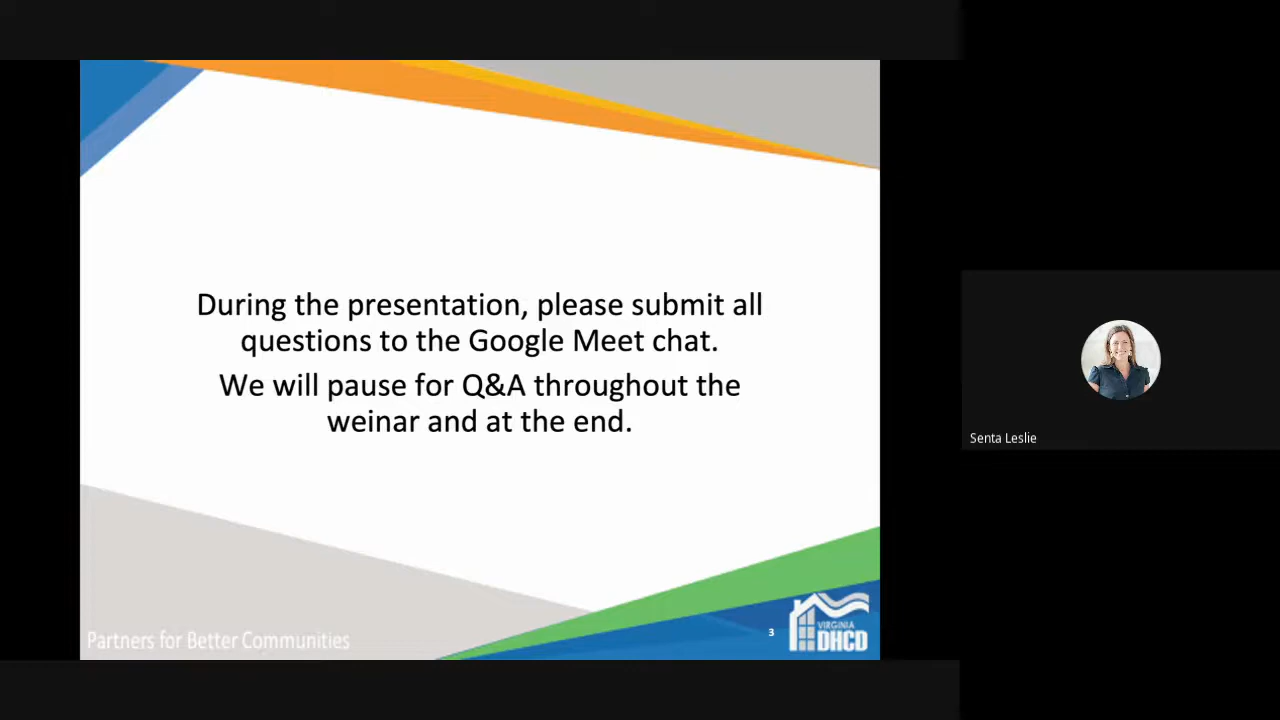 During the presentation, please submit all
questions to the Google Meet chat.
We will pause for Q&A throughout the
weinar and at the end.
Senta Leslie
Partners for Better Communities
3
VIRGINIA
DHCD